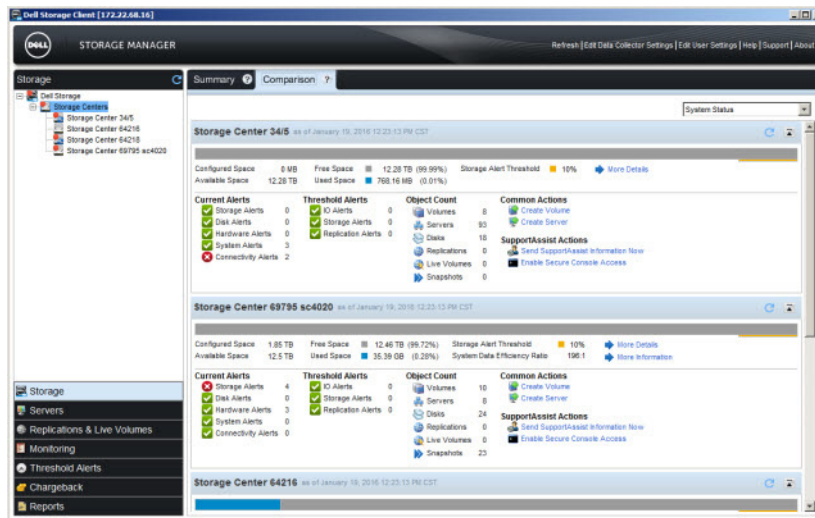 Dell Storage Client [172.22.68.16]
DELL STORAGE MANAGER
Refresh | Edit Data Collector Settings | Edit User Settings | Help | Support | About
Storage
Dell Storage
Storage Centers
Storage Center 34/5
Storage Center 64216
Storage Center 64218
Storage Center 69795 sc4020
Storage
Servers
Replications & Live Volumes
Monitoring
Threshold Alerts
Chargeback
Reports
Summary ? Comparison ?
System Status
Storage Center 34/5 as of January 19, 2016 12:23:13 PM CST
Configured Space 0 MB Free Space 12.28 TB (99.99%) Storage Alert Threshold 10% More Details
Available Space 12.28 TB Used Space 768.16 MB (0.01%)
Current Alerts Threshold Alerts Object Count Common Actions
Storage Alerts 0 IO Alerts 0 Volumes 8 Create Volume
Disk Alerts 0 Storage Alerts 0 Servers 93 Create Server
Hardware Alerts 0 Replication Alerts 0 Disks 18 SupportAssist Actions
System Alerts 3 Replications 0 Send SupportAssist Information Now
Connectivity Alerts 2 Live Volumes 0 Enable Secure Console Access
Snapshots 0
Storage Center 69795 sc4020 as of January 19, 2016 12:23:13 PM CST
Configured Space 1.85 TB Free Space 12.46 TB (99.72%) Storage Alert Threshold 10% More Details
Available Space 12.5 TB Used Space 35.39 GB (0.28%) System Data Efficiency Ratio 196:1 More Information
Current Alerts Threshold Alerts Object Count Common Actions
Storage Alerts 4 IO Alerts 0 Volumes 10 Create Volume
Disk Alerts 0 Storage Alerts 0 Servers 8 Create Server
Hardware Alerts 3 Replication Alerts 0 Disks 24 SupportAssist Actions
System Alerts 0 Replications 0 Send SupportAssist Information Now
Connectivity Alerts 0 Live Volumes 0 Enable Secure Console Access
Snapshots 23
Storage Center 64216 as of January 19, 2016 12:23:13 PM CST